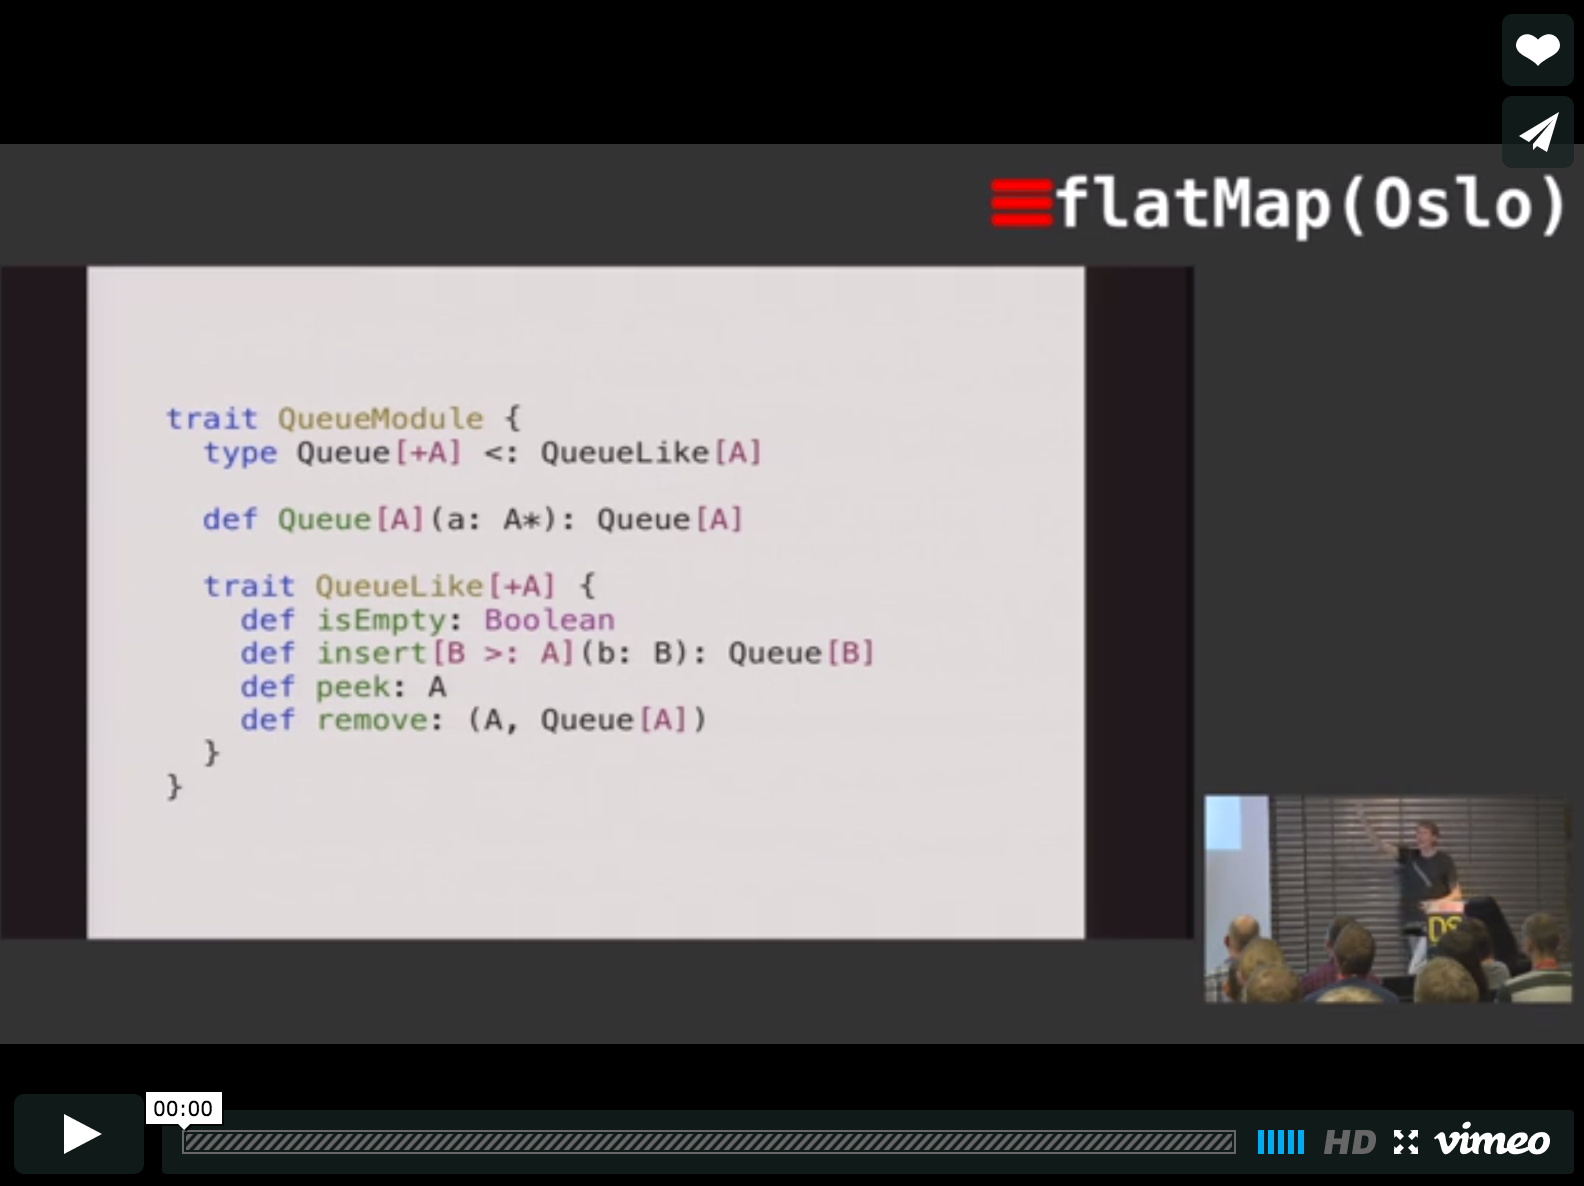 flatMap(Oslo)
trait QueueModule {
type Queue[+A] <: QueueLike[A]
def Queue[A](a: A*): Queue[A]
trait QueueLike[+A] {
def isEmpty: Boolean
def insert[B >: A](b: B): Queue[B]
def peek: A
def remove: (A, Queue[A])
}
}
DS
00:00
HD
vimeo